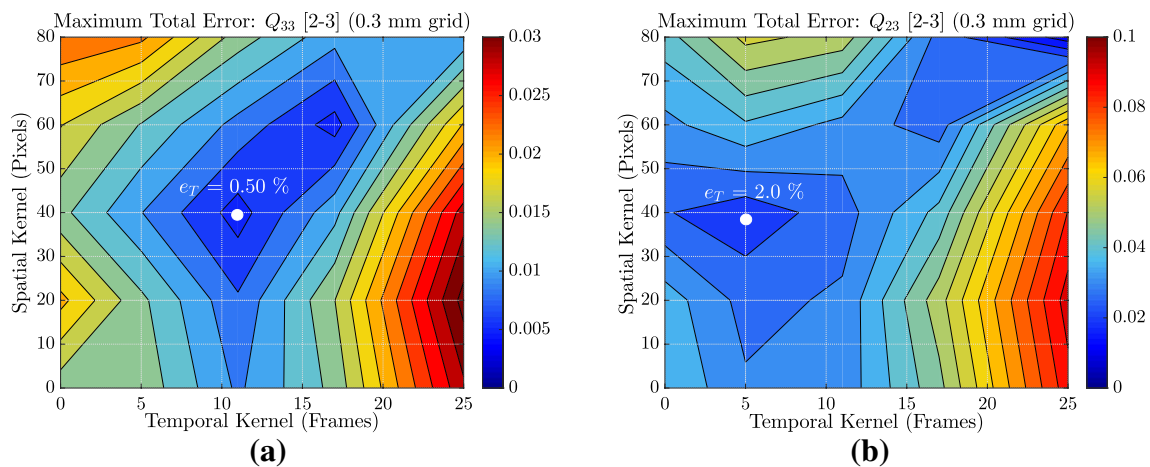 Maximum Total Error: Q33 [2-3] (0.3 mm grid)
80
70
60
50
40
30
20
10
0
Spatial Kernel (Pixels)
eT = 0.50 %
0 5 10 15 20 25
Temporal Kernel (Frames)
0.03
0.025
0.02
0.015
0.01
0.005
0
(a)
Maximum Total Error: Q23 [2-3] (0.3 mm grid)
80
70
60
50
40
30
20
10
0
Spatial Kernel (Pixels)
eT = 2.0 %
0 5 10 15 20 25
Temporal Kernel (Frames)
0.1
0.08
0.06
0.04
0.02
0
(b)